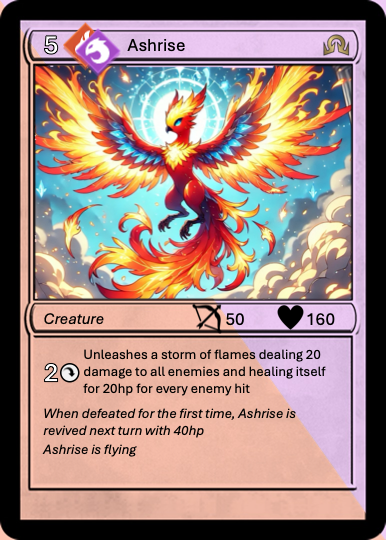 5 Ashrise
Creature 50 160
2 Unleashes a storm of flames dealing 20
damage to all enemies and healing itself
for 20hp for every enemy hit
When defeated for the first time, Ashrise is
revived next turn with 40hp
Ashrise is flying